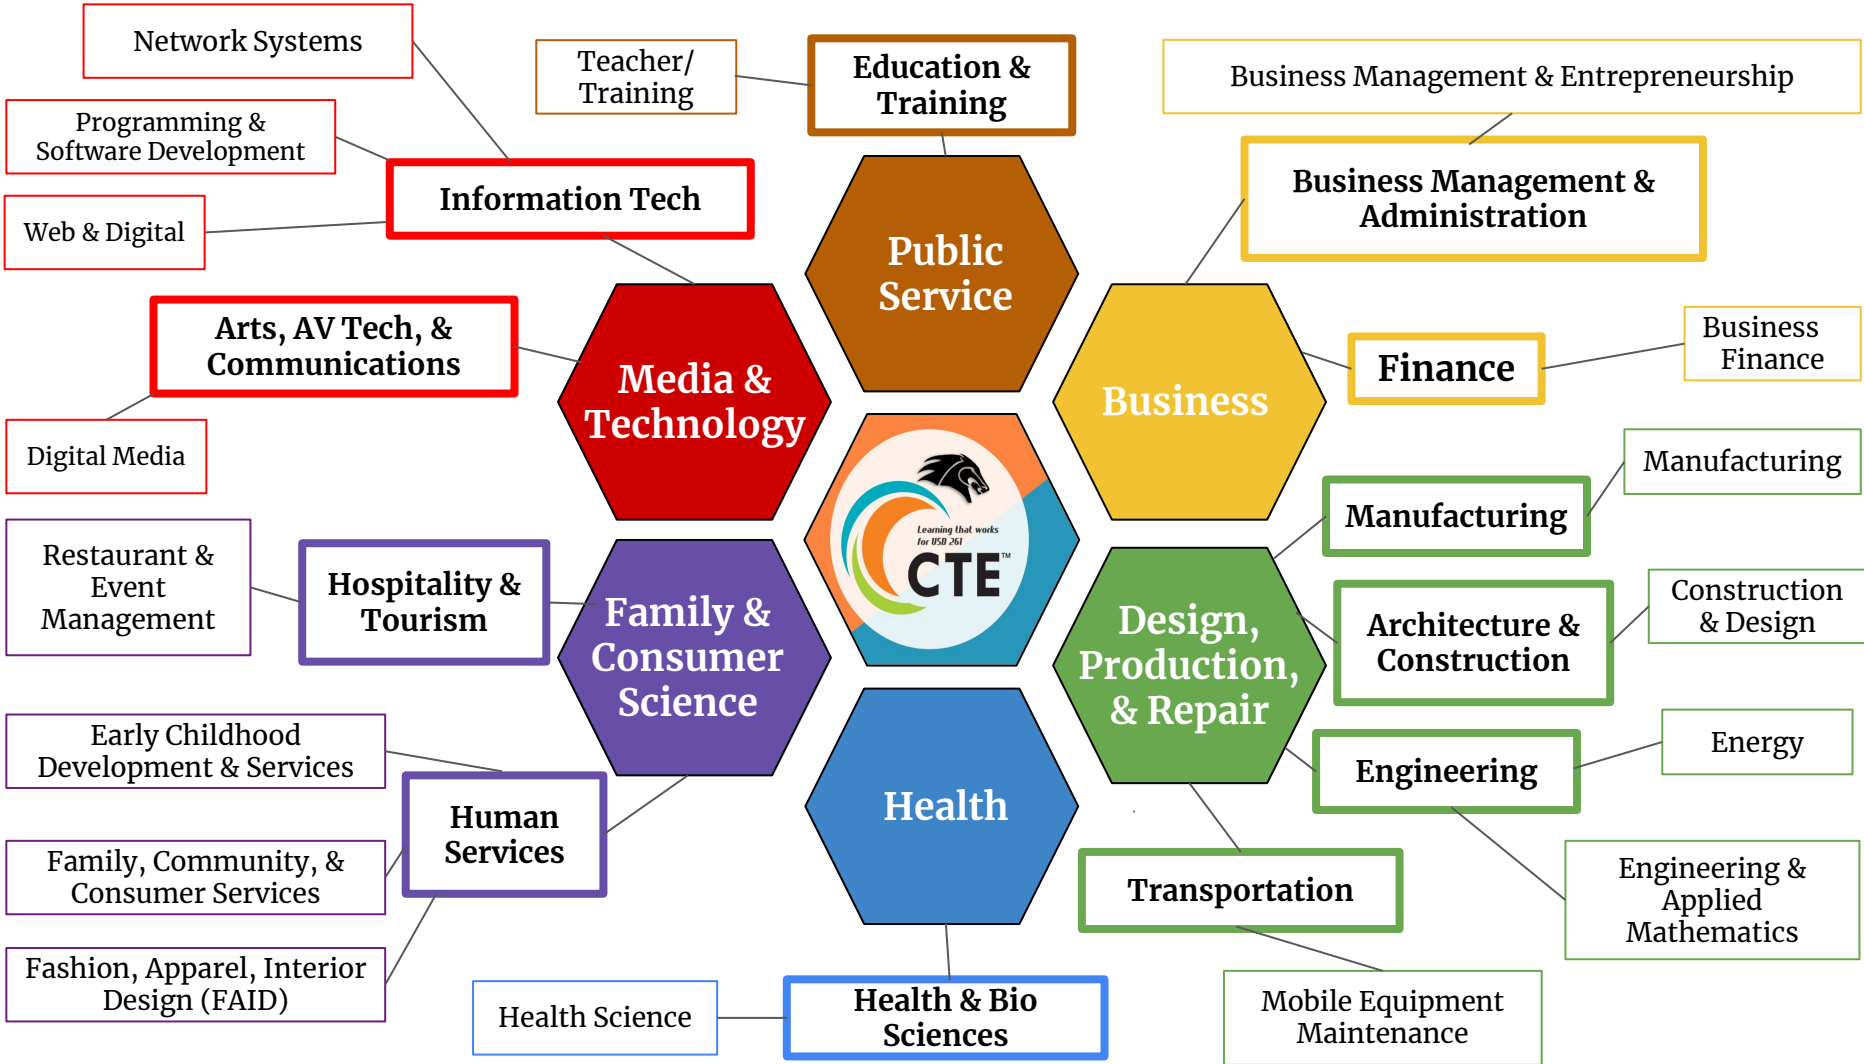 Network Systems
Teacher/
Training
Education &
Training
Business Management & Entrepreneurship
Programming &
Software Development
Information Tech
Web & Digital
Business Management &
Administration
Public
Service
Arts, AV Tech, &
Communications
Digital Media
Media &
Technology
Business
Finance
Business
Finance
Manufacturing
Manufacturing
Learning that works
for USD 261
CTE™
Restaurant &
Event
Management
Hospitality &
Tourism
Family &
Consumer
Science
Design,
Production,
& Repair
Architecture &
Construction
Construction
& Design
Early Childhood
Development & Services
Human
Services
Family, Community, &
Consumer Services
Fashion, Apparel, Interior
Design (FAID)
Health
Engineering
Energy
Engineering &
Applied
Mathematics
Transportation
Mobile Equipment
Maintenance
Health Science
Health & Bio
Sciences